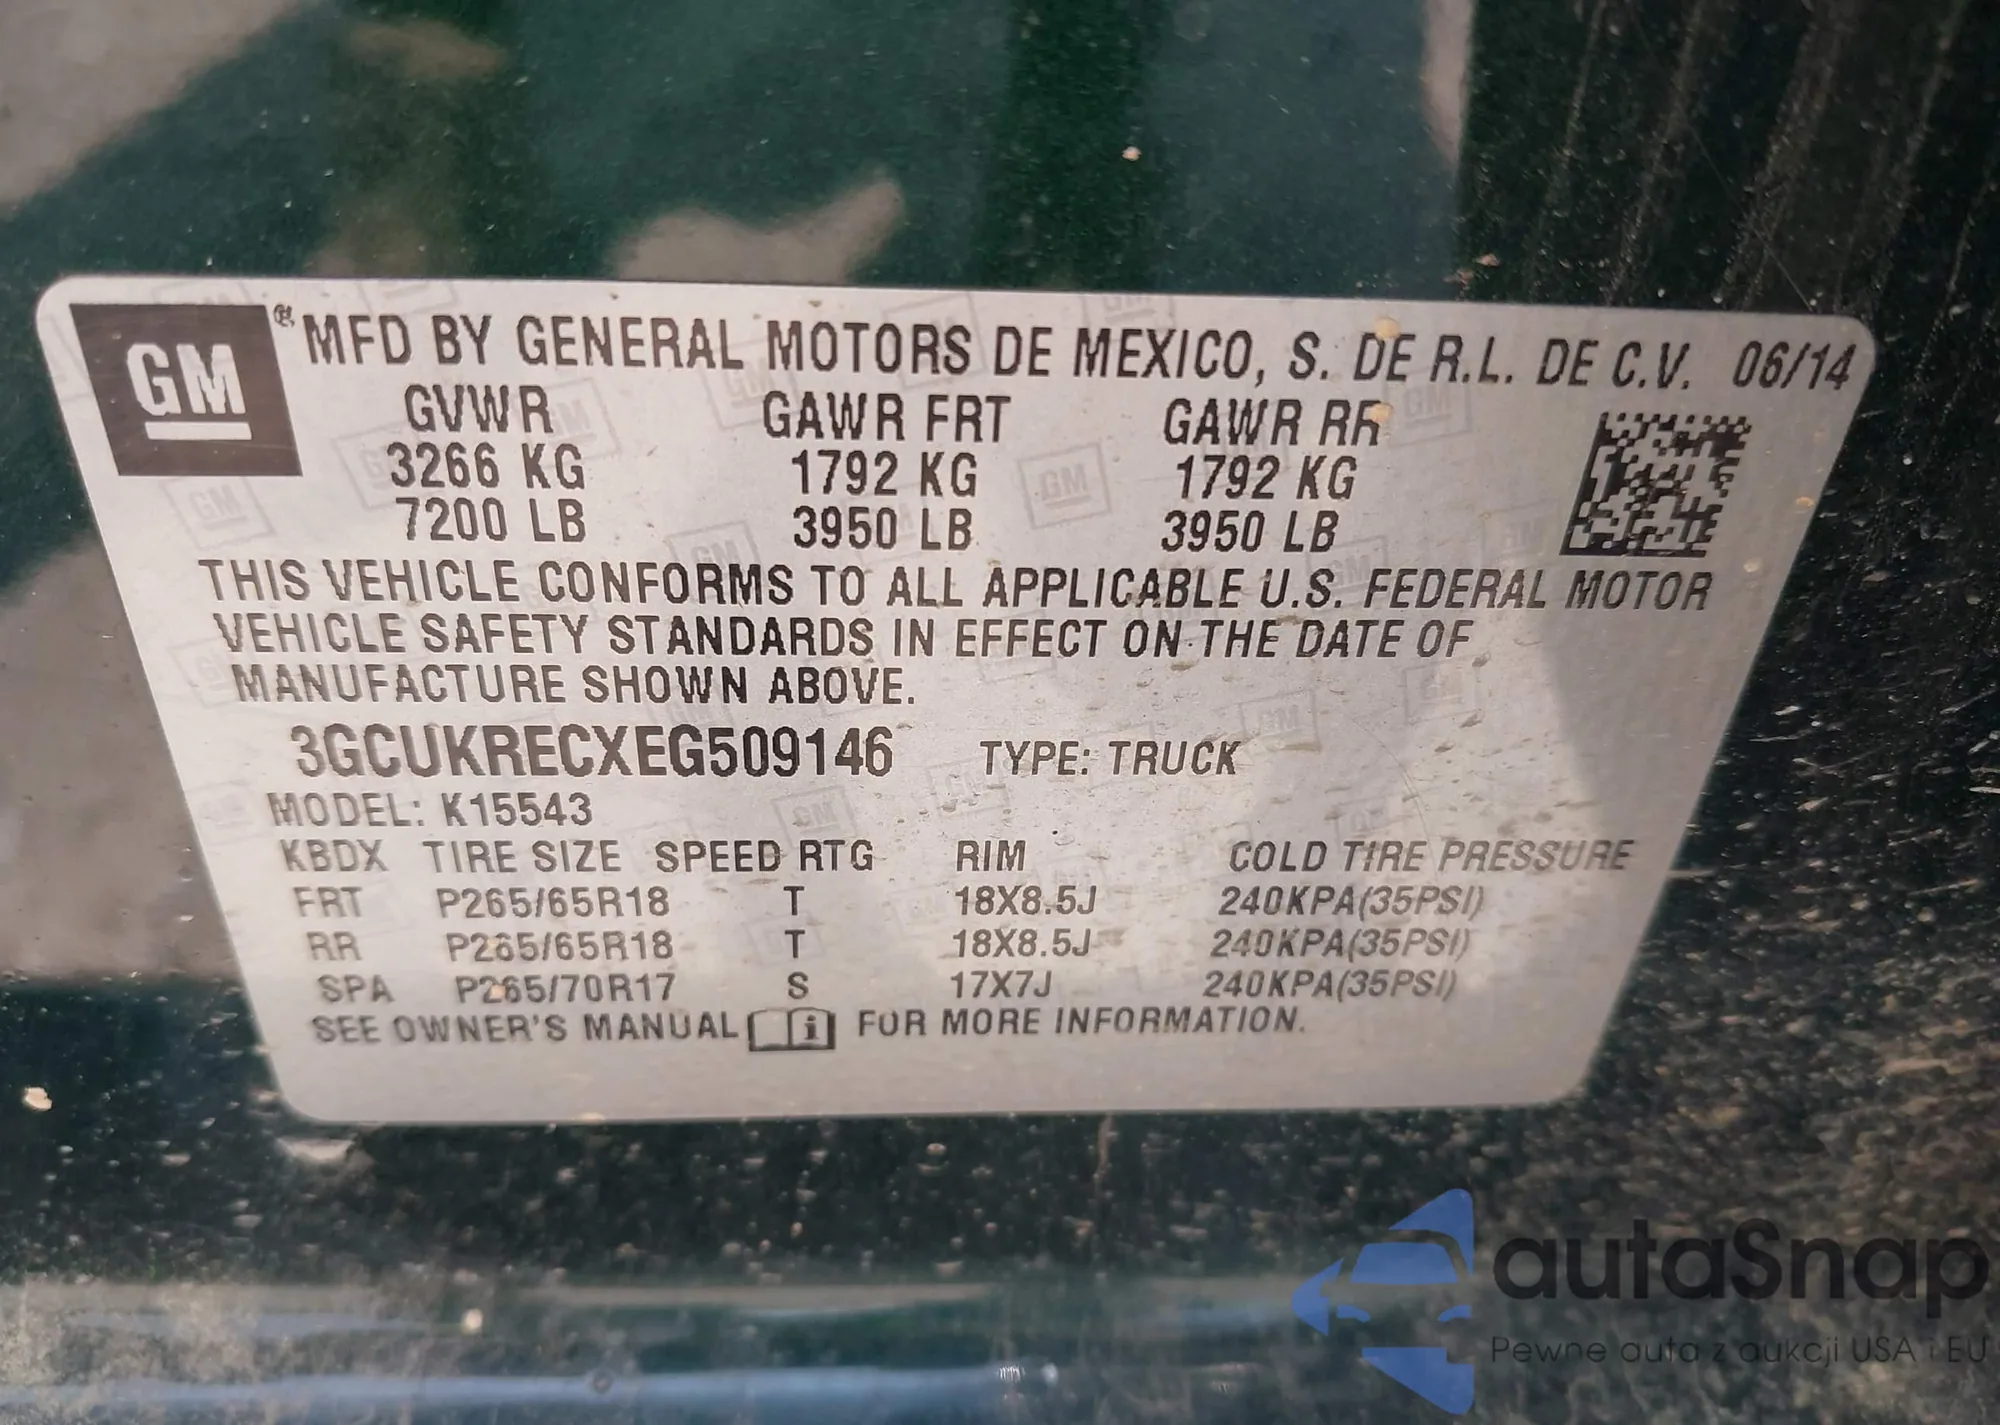 GM
® MFD BY GENERAL MOTORS DE MEXICO, S. DE R.L. DE C.V. 06/14
GVWR GAWR FRT GAWR RR
3266 KG 1792 KG 1792 KG
7200 LB 3950 LB 3950 LB
THIS VEHICLE CONFORMS TO ALL APPLICABLE U.S. FEDERAL MOTOR
VEHICLE SAFETY STANDARDS IN EFFECT ON THE DATE OF
MANUFACTURE SHOWN ABOVE.
3GCUKRECXEG509146 TYPE: TRUCK
MODEL: K15543
KBDX TIRE SIZE SPEED RTG RIM COLD TIRE PRESSURE
FRT P265/65R18 T 18X8.5J 240KPA(35PSI)
RR P265/65R18 T 18X8.5J 240KPA(35PSI)
SPA P265/70R17 S 17X7J 240KPA(35PSI)
SEE OWNER'S MANUAL i FOR MORE INFORMATION.
autaSnap
Pewne auta z aukcji USA i EU